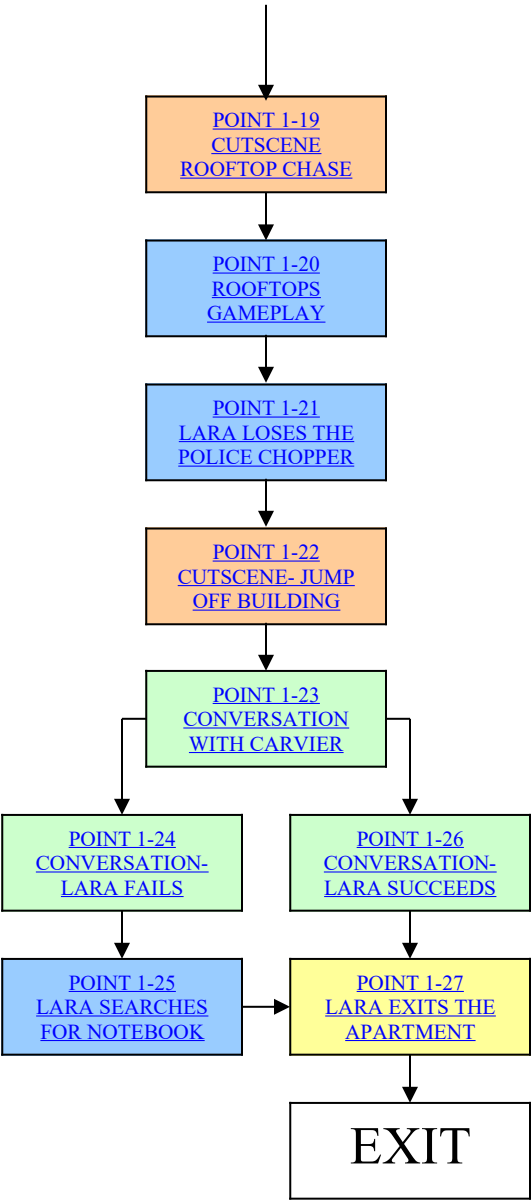 POINT 1-19
CUTSCENE
ROOFTOP CHASE
POINT 1-20
ROOFTOPS
GAMEPLAY
POINT 1-21
LARA LOSES THE
POLICE CHOPPER
POINT 1-22
CUTSCENE- JUMP
OFF BUILDING
POINT 1-23
CONVERSATION
WITH CARVIER
POINT 1-24
CONVERSATION-
LARA FAILS
POINT 1-26
CONVERSATION-
LARA SUCCEEDS
POINT 1-25
LARA SEARCHES
FOR NOTEBOOK
POINT 1-27
LARA EXITS THE
APARTMENT
EXIT